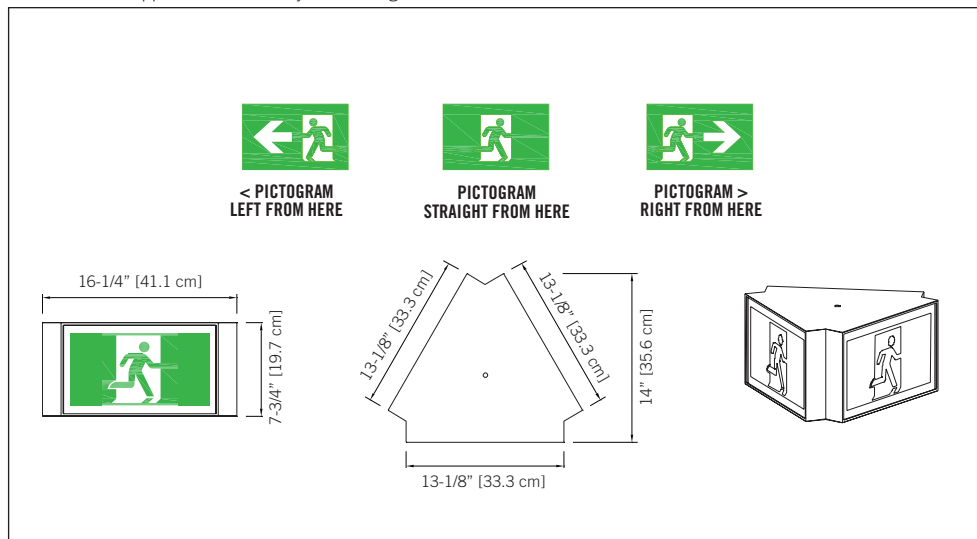 < PICTOGRAM
LEFT FROM HERE
PICTOGRAM
STRAIGHT FROM HERE
PICTOGRAM >
RIGHT FROM HERE
16-1/4” [41.1 cm]
7-3/4” [19.7 cm]
13-1/8” [33.3 cm]
13-1/8” [33.3 cm]
14” [35.6 cm]
13-1/8” [33.3 cm]